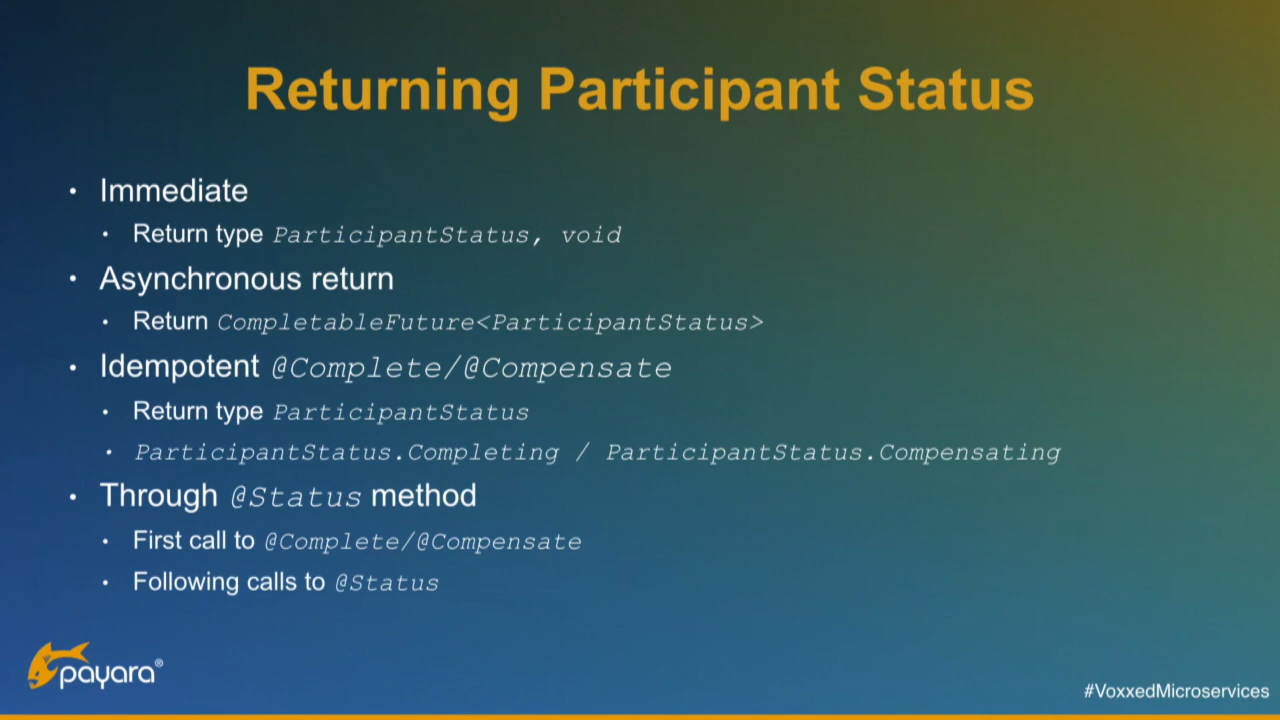 Returning Participant Status
• Immediate
• Return type ParticipantStatus, void
• Asynchronous return
• Return CompletableFuture<ParticipantStatus>
• Idempotent @Complete/@Compensate
• Return type ParticipantStatus
• ParticipantStatus.Completing / ParticipantStatus.Compensating
• Through @Status method
• First call to @Complete/@Compensate
• Following calls to @Status
payara®
#VoxxedMicroservices